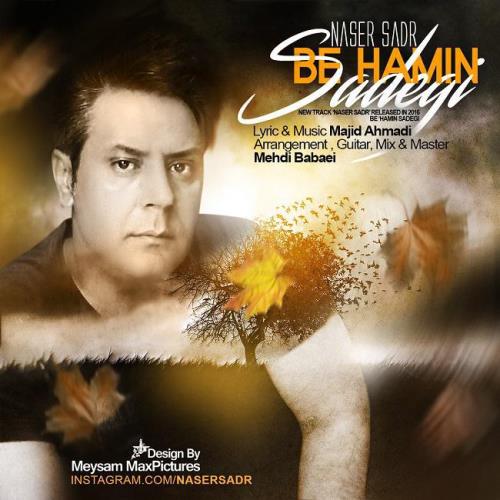 NASER SADR
BE HAMIN
Sadegi
NEW TRACK 'NASER SADR' RELEASED IN 2016
BE 'HAMIN SADEGI
Lyric & Music Majid Ahmadi
Arrangement , Guitar, Mix & Master
Mehdi Babaei
Design By
Meysam MaxPictures
INSTAGRAM.COM/NASERSADR